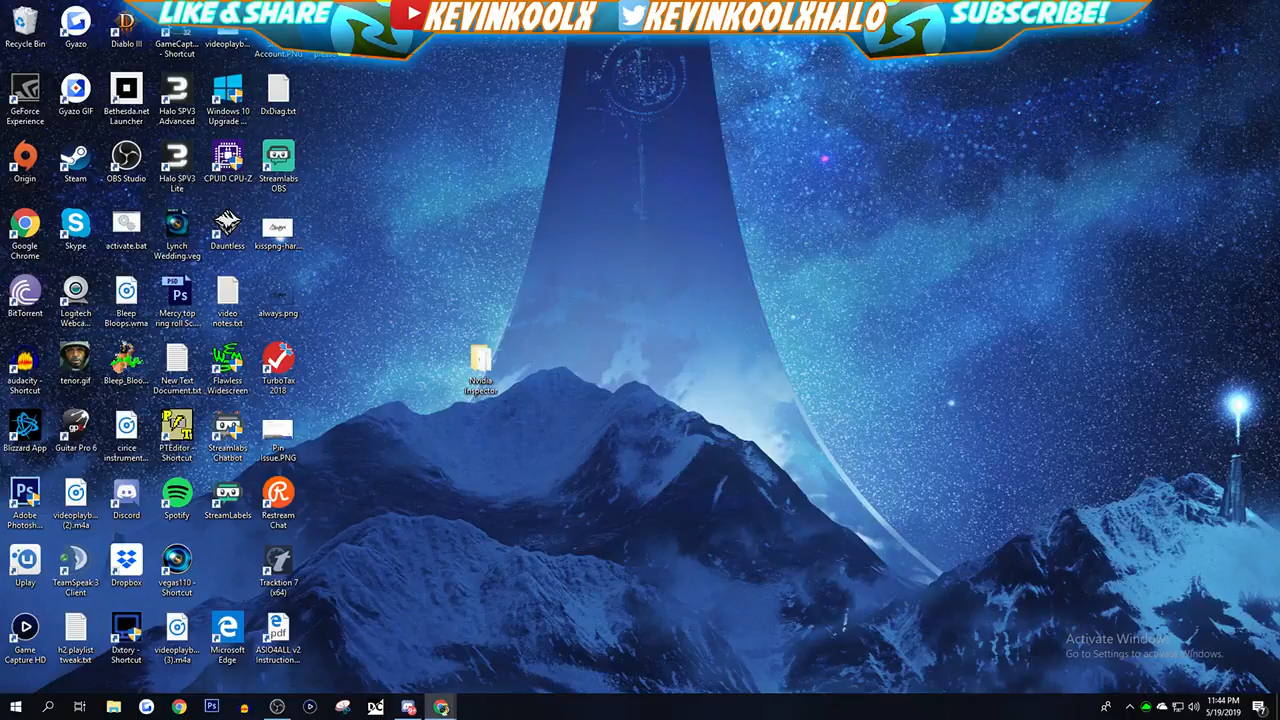 LIKE & SHARE
KEVINKOOLX
KEVINKOOLXHALO
SUBSCRIBE!
Recycle Bin
Gyazo
Diablo III
GameCapt...
- Shortcut
videoplayb...
Account.PNG
GeForce
Experience
Gyazo GIF
Bethesda.net
Launcher
Halo SPV3
Advanced
Windows 10
Upgrade ...
DxDiag.txt
Origin
Steam
OBS Studio
Halo SPV3
Lite
CPUID CPU-Z
Streamlabs
OBS
Google
Chrome
Skype
activate.bat
Lynch
Wedding.veg
Dauntless
kisspng-har...
BitTorrent
Logitech
Webca...
Bleep
Bloops.wma
PSD
Ps
Mercy top
ring roll Sc...
video
notes.txt
always.png
audacity -
Shortcut
tenor.gif
Bleep_Bloo...
New Text
Document.txt
Flawless
Widescreen
TurboTax
2018
Nvidia
Inspector
Blizzard App
Guitar Pro 6
cirice
instrument...
PTEditor -
Shortcut
Streamlabs
Chatbot
Pin
Issue.PNG
Ps
Adobe
Photosh...
videoplayb...
(2).m4a
Discord
Spotify
StreamLabels
Restream
Chat
Uplay
TeamSpeak 3
Client
Dropbox
vegas110 -
Shortcut
Tracktion 7
(x64)
Game
Capture HD
h2 playlist
tweak.txt
Dxtory -
Shortcut
videoplayb...
(3).m4a
Microsoft
Edge
pdf
ASIO4ALL v2
Instruction...
Activate Windows
Go to Settings to activate Windows.
Ps
11:44 PM
5/19/2019